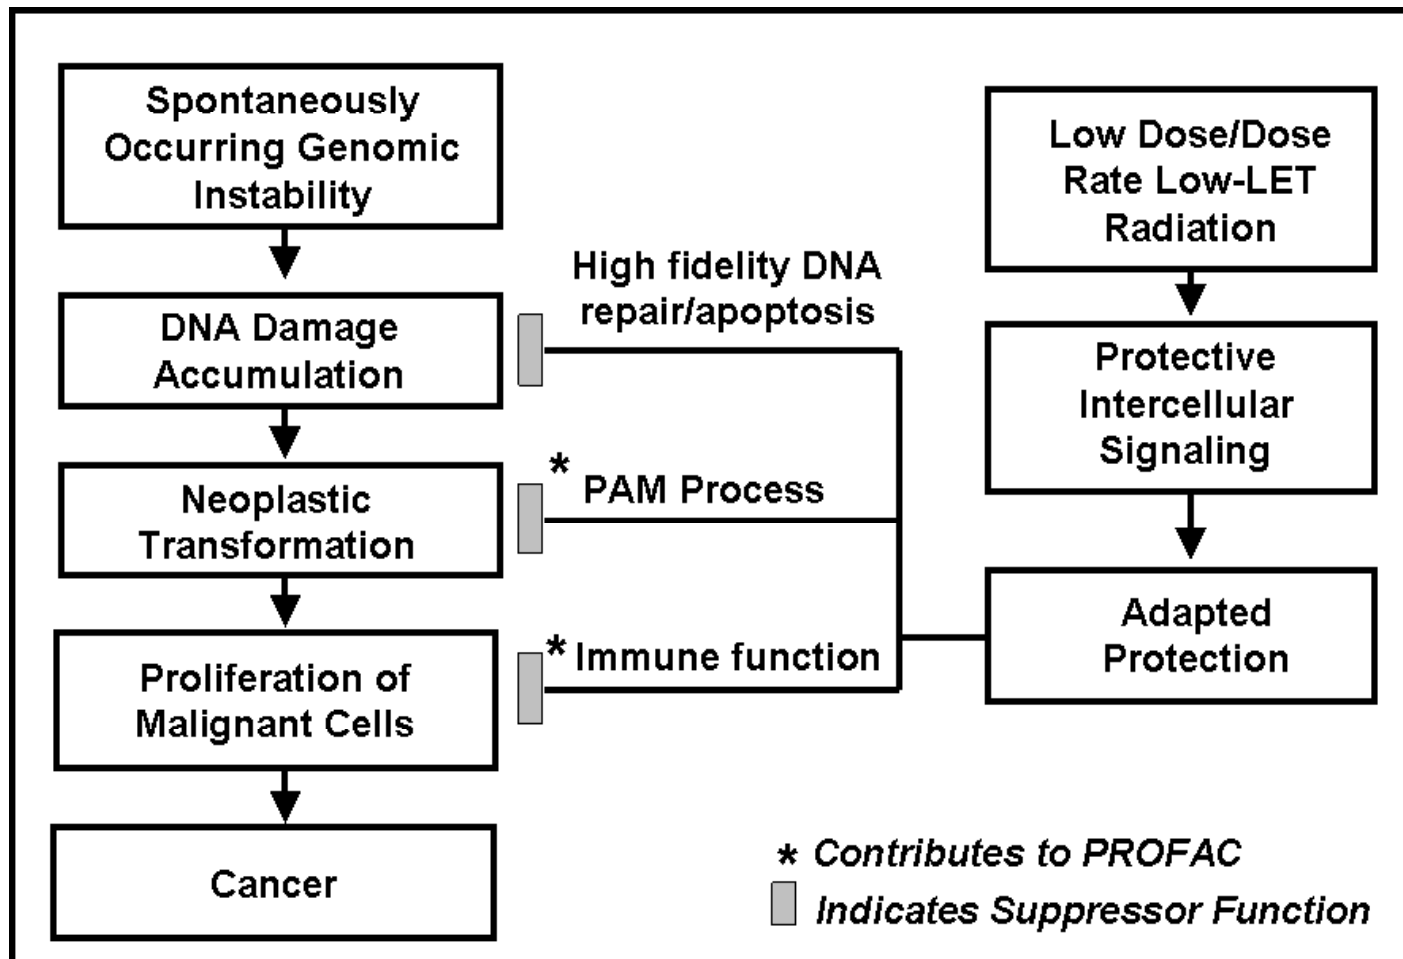 Spontaneously
Occurring Genomic
Instability
DNA Damage
Accumulation
Neoplastic
Transformation
Proliferation of
Malignant Cells
Cancer
High fidelity DNA
repair/apoptosis
* PAM Process
* Immune function
Low Dose/Dose
Rate Low-LET
Radiation
Protective
Intercellular
Signaling
Adapted
Protection
* Contributes to PROFAC
Indicates Suppressor Function